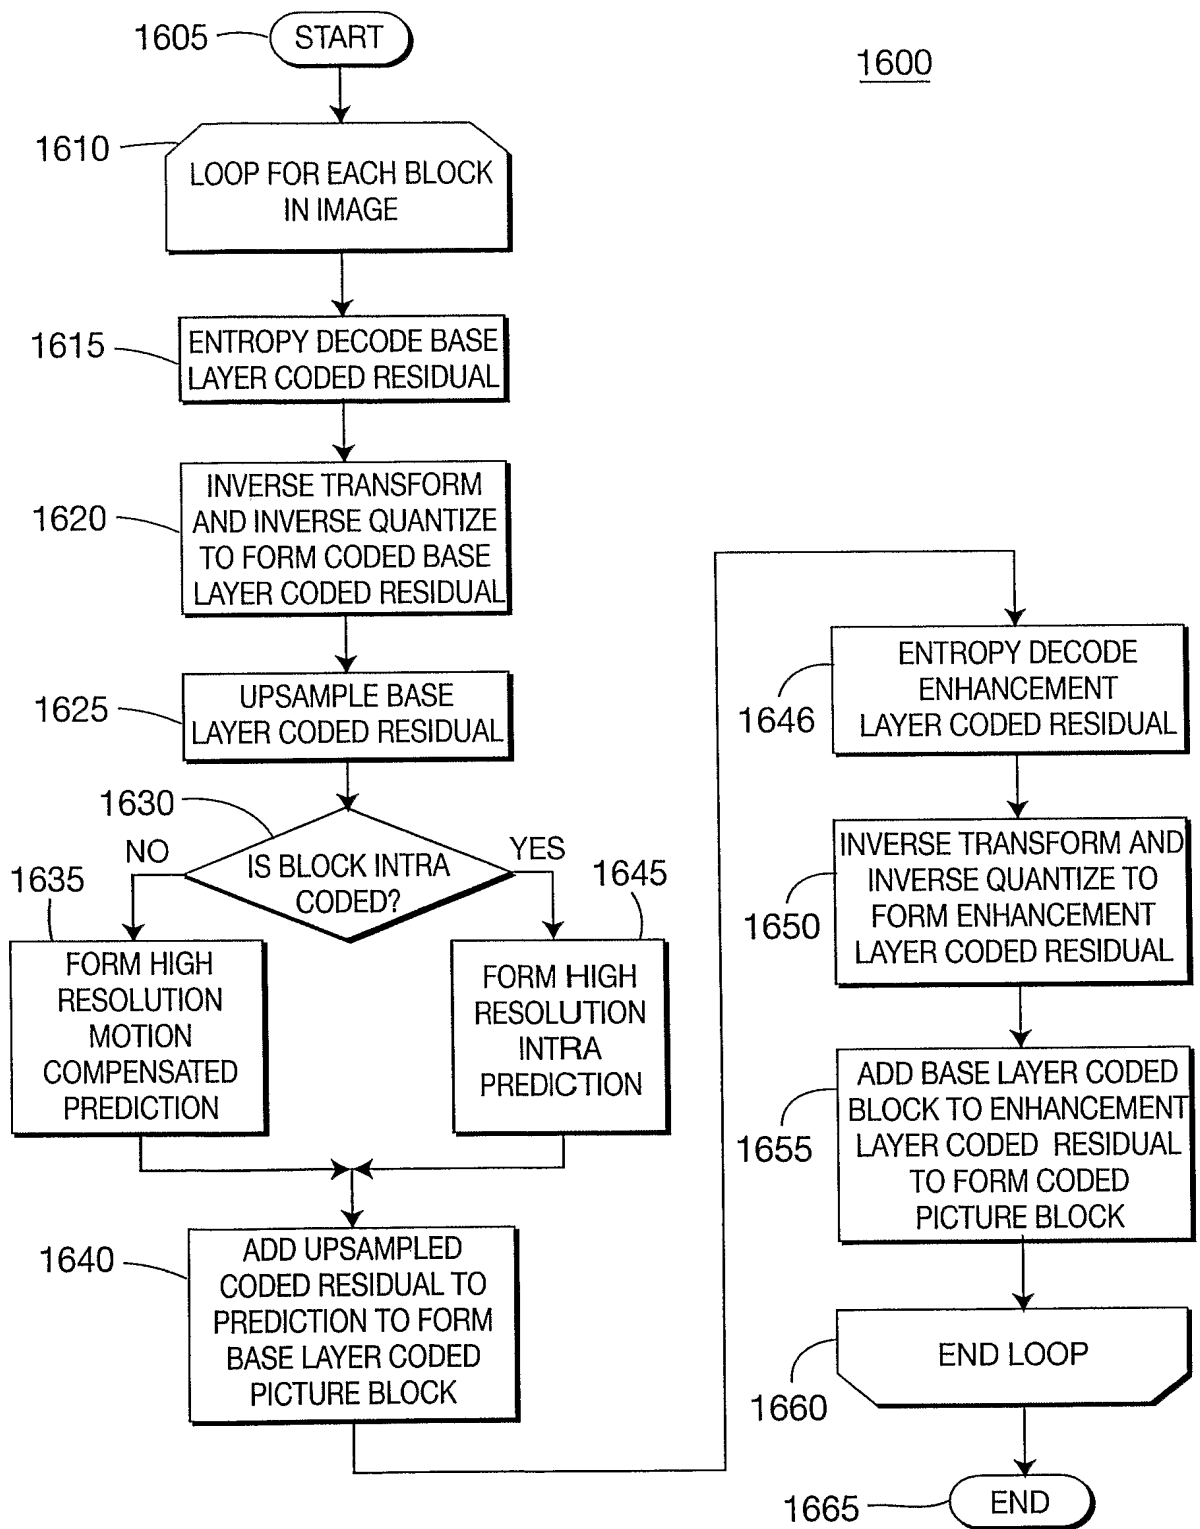 1600
1605
START
1610
LOOP FOR EACH BLOCK
IN IMAGE
1615
ENTROPY DECODE BASE
LAYER CODED RESIDUAL
1620
INVERSE TRANSFORM
AND INVERSE QUANTIZE
TO FORM CODED BASE
LAYER CODED RESIDUAL
1625
UPSAMPLE BASE
LAYER CODED RESIDUAL
1630
IS BLOCK INTRA
CODED?
NO
YES
1635
FORM HIGH
RESOLUTION
MOTION
COMPENSATED
PREDICTION
1645
FORM HIGH
RESOLUTION
INTRA
PREDICTION
1640
ADD UPSAMPLED
CODED RESIDUAL TO
PREDICTION TO FORM
BASE LAYER CODED
PICTURE BLOCK
1646
ENTROPY DECODE
ENHANCEMENT
LAYER CODED RESIDUAL
1650
INVERSE TRANSFORM AND
INVERSE QUANTIZE TO
FORM ENHANCEMENT
LAYER CODED RESIDUAL
1655
ADD BASE LAYER CODED
BLOCK TO ENHANCEMENT
LAYER CODED RESIDUAL
TO FORM CODED
PICTURE BLOCK
1660
END LOOP
1665
END